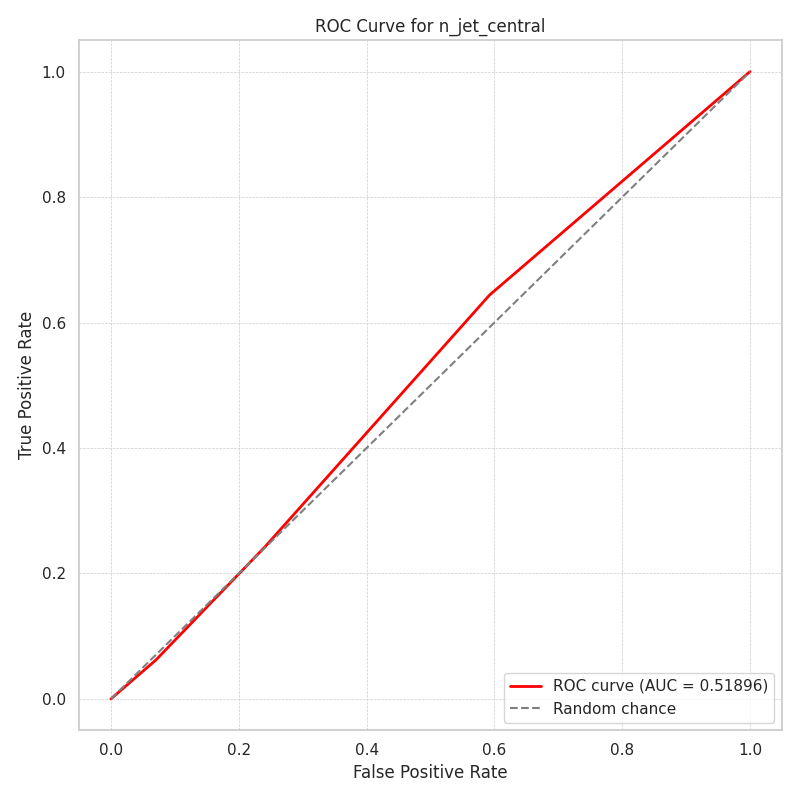 ROC Curve for n_jet_central
True Positive Rate
1.0
0.8
0.6
0.4
0.2
0.0
0.0 0.2 0.4 0.6 0.8 1.0
False Positive Rate
ROC curve (AUC = 0.51896)
Random chance